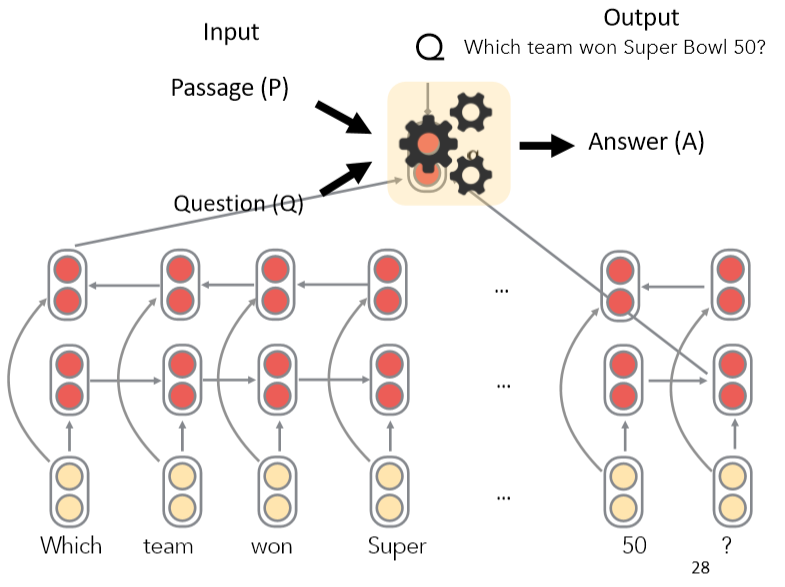 Input
Output
Q Which team won Super Bowl 50?
Passage (P)
Answer (A)
q
Question (Q)
...
...
...
Which team won Super 50 ?
28